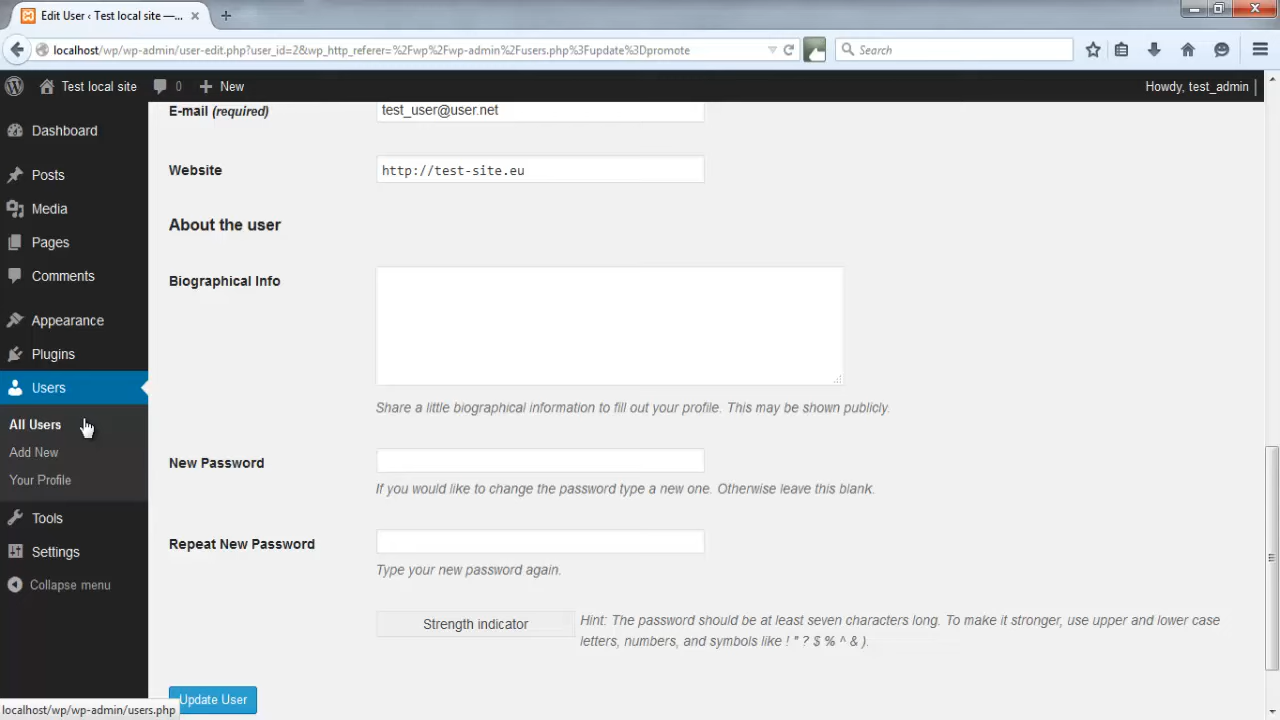 Edit User ‹ Test local site —...
localhost/wp/wp-admin/user-edit.php?user_id=2&wp_http_referer=%2Fwp%2Fwp-admin%2Fusers.php%3Fupdate%3Dpromote
Search
Test local site
0
New
Howdy, test_admin
Dashboard
Posts
Media
Pages
Comments
Appearance
Plugins
Users
All Users
Add New
Your Profile
Tools
Settings
Collapse menu
E-mail (required)
test_user@user.net
Website
http://test-site.eu
About the user
Biographical Info
Share a little biographical information to fill out your profile. This may be shown publicly.
New Password
If you would like to change the password type a new one. Otherwise leave this blank.
Repeat New Password
Type your new password again.
Strength indicator
Hint: The password should be at least seven characters long. To make it stronger, use upper and lower case
letters, numbers, and symbols like ! " ? $ % ^ & ).
Update User
localhost/wp/wp-admin/users.php